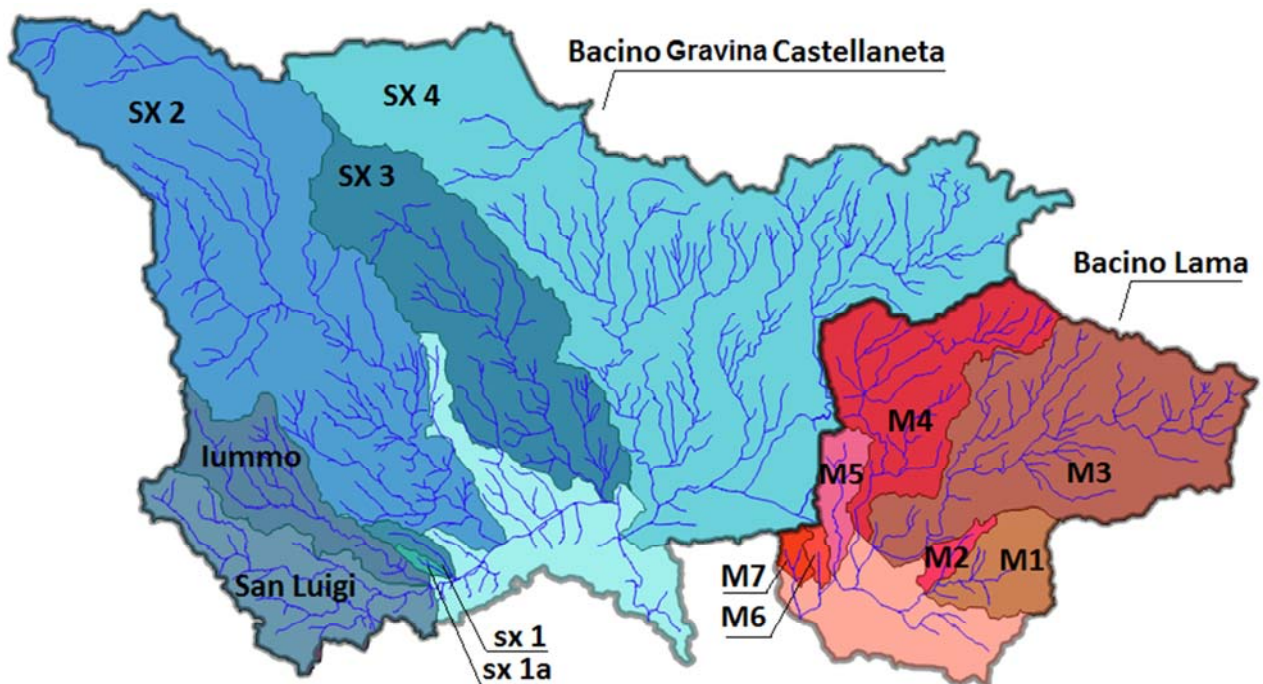 Bacino Gravina Castellaneta
SX 4
SX 2
SX 3
Bacino Lama
M4
Iummo
M5
M3
M2
M1
San Luigi
M7
M6
sx 1
sx 1a